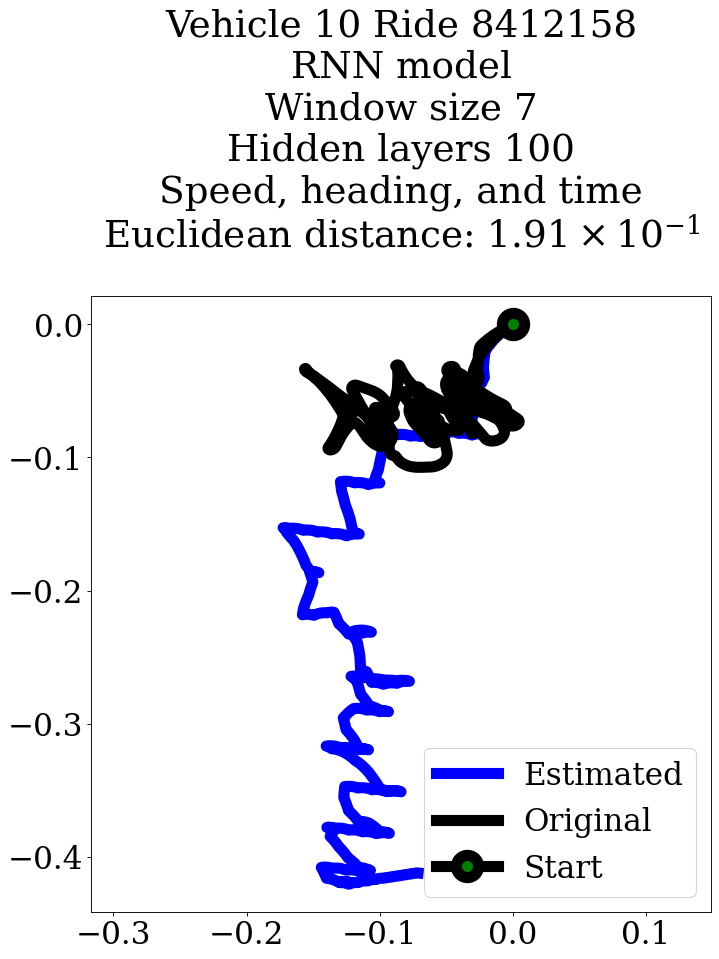 Vehicle 10 Ride 8412158
RNN model
Window size 7
Hidden layers 100
Speed, heading, and time
Euclidean distance: 1.91 × 10⁻¹
0.0
−0.1
−0.2
−0.3
−0.4
Estimated
Original
Start
−0.3 −0.2 −0.1 0.0 0.1